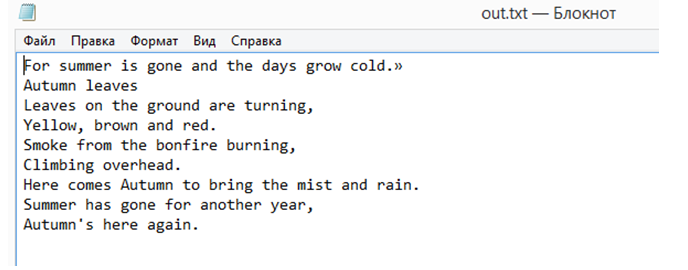 out.txt — Блокнот
Файл Правка Формат Вид Справка
For summer is gone and the days grow cold.»
Autumn leaves
Leaves on the ground are turning,
Yellow, brown and red.
Smoke from the bonfire burning,
Climbing overhead.
Here comes Autumn to bring the mist and rain.
Summer has gone for another year,
Autumn's here again.